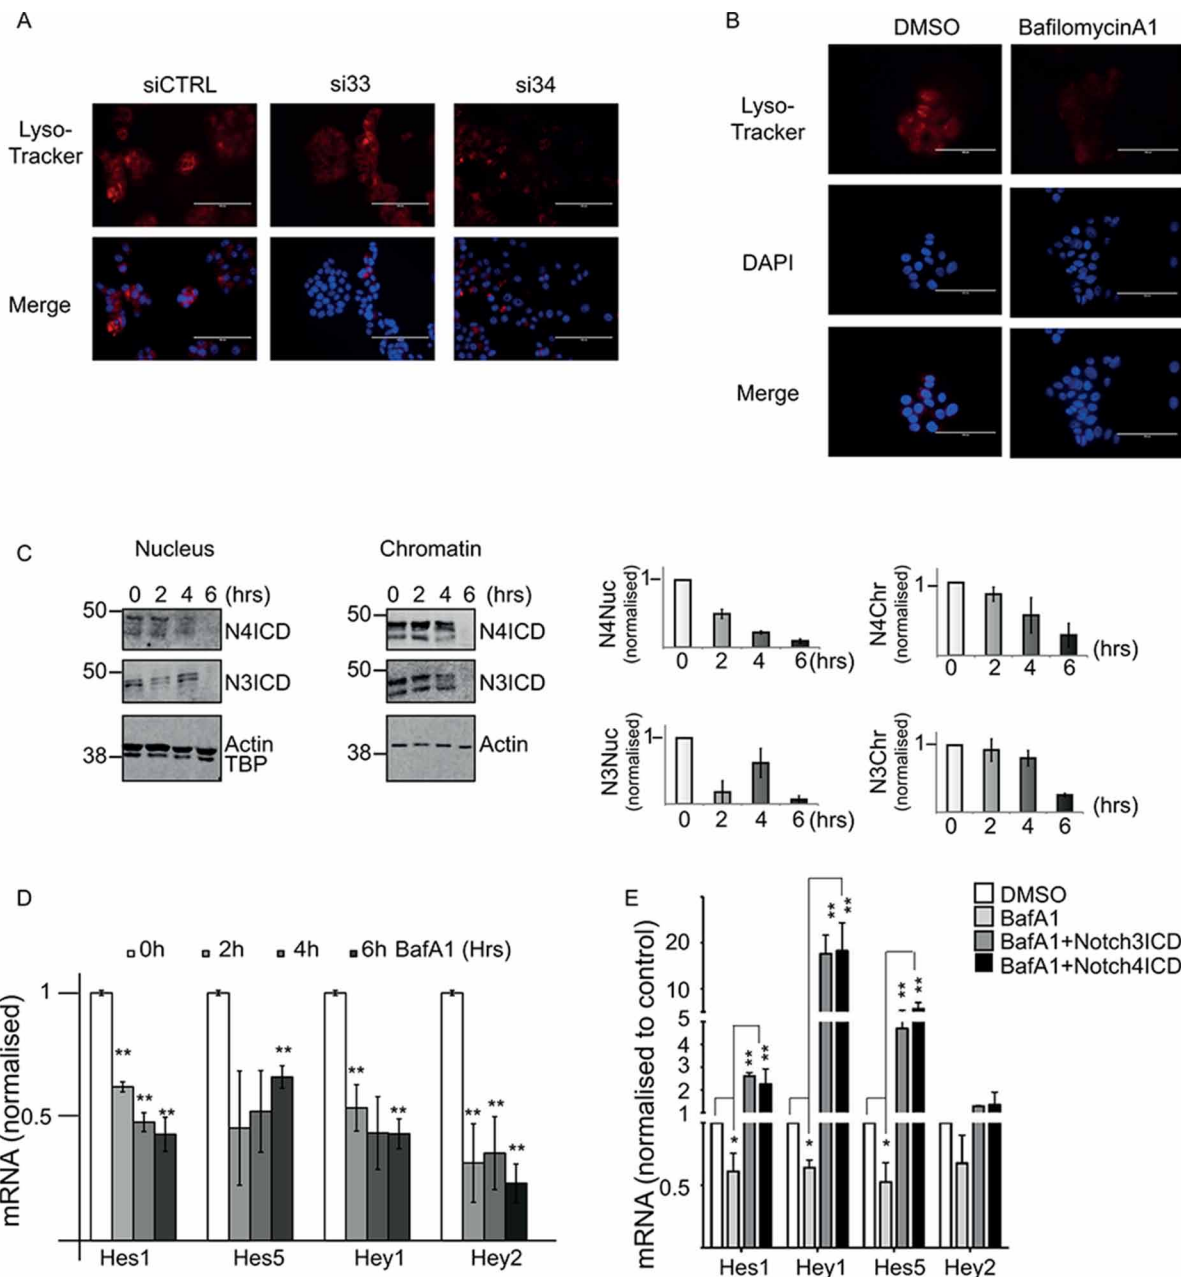 A
siCTRL si33 si34
Lyso-
Tracker
Merge
B
DMSO BafilomycinA1
Lyso-
Tracker
DAPI
Merge
C
Nucleus
0 2 4 6 (hrs)
50
N4ICD
50
N3ICD
38
Actin
TBP
Chromatin
0 2 4 6 (hrs)
50
N4ICD
50
N3ICD
38
Actin
N4Nuc
(normalised)
1
0 2 4 6 (hrs)
N4Chr
(normalised)
1
0 2 4 6 (hrs)
N3Nuc
(normalised)
1
0 2 4 6 (hrs)
N3Chr
(normalised)
1
0 2 4 6 (hrs)
D
0h 2h 4h 6h BafA1 (Hrs)
mRNA (normalised)
1
0.5
** ** **
**
** **
** ** **
Hes1 Hes5 Hey1 Hey2
E
DMSO
BafA1
BafA1+Notch3ICD
BafA1+Notch4ICD
mRNA (normalised to control)
20
10
5
4
3
2
1
0.5
* ** **
* ** **
* ** **
Hes1 Hey1 Hes5 Hey2